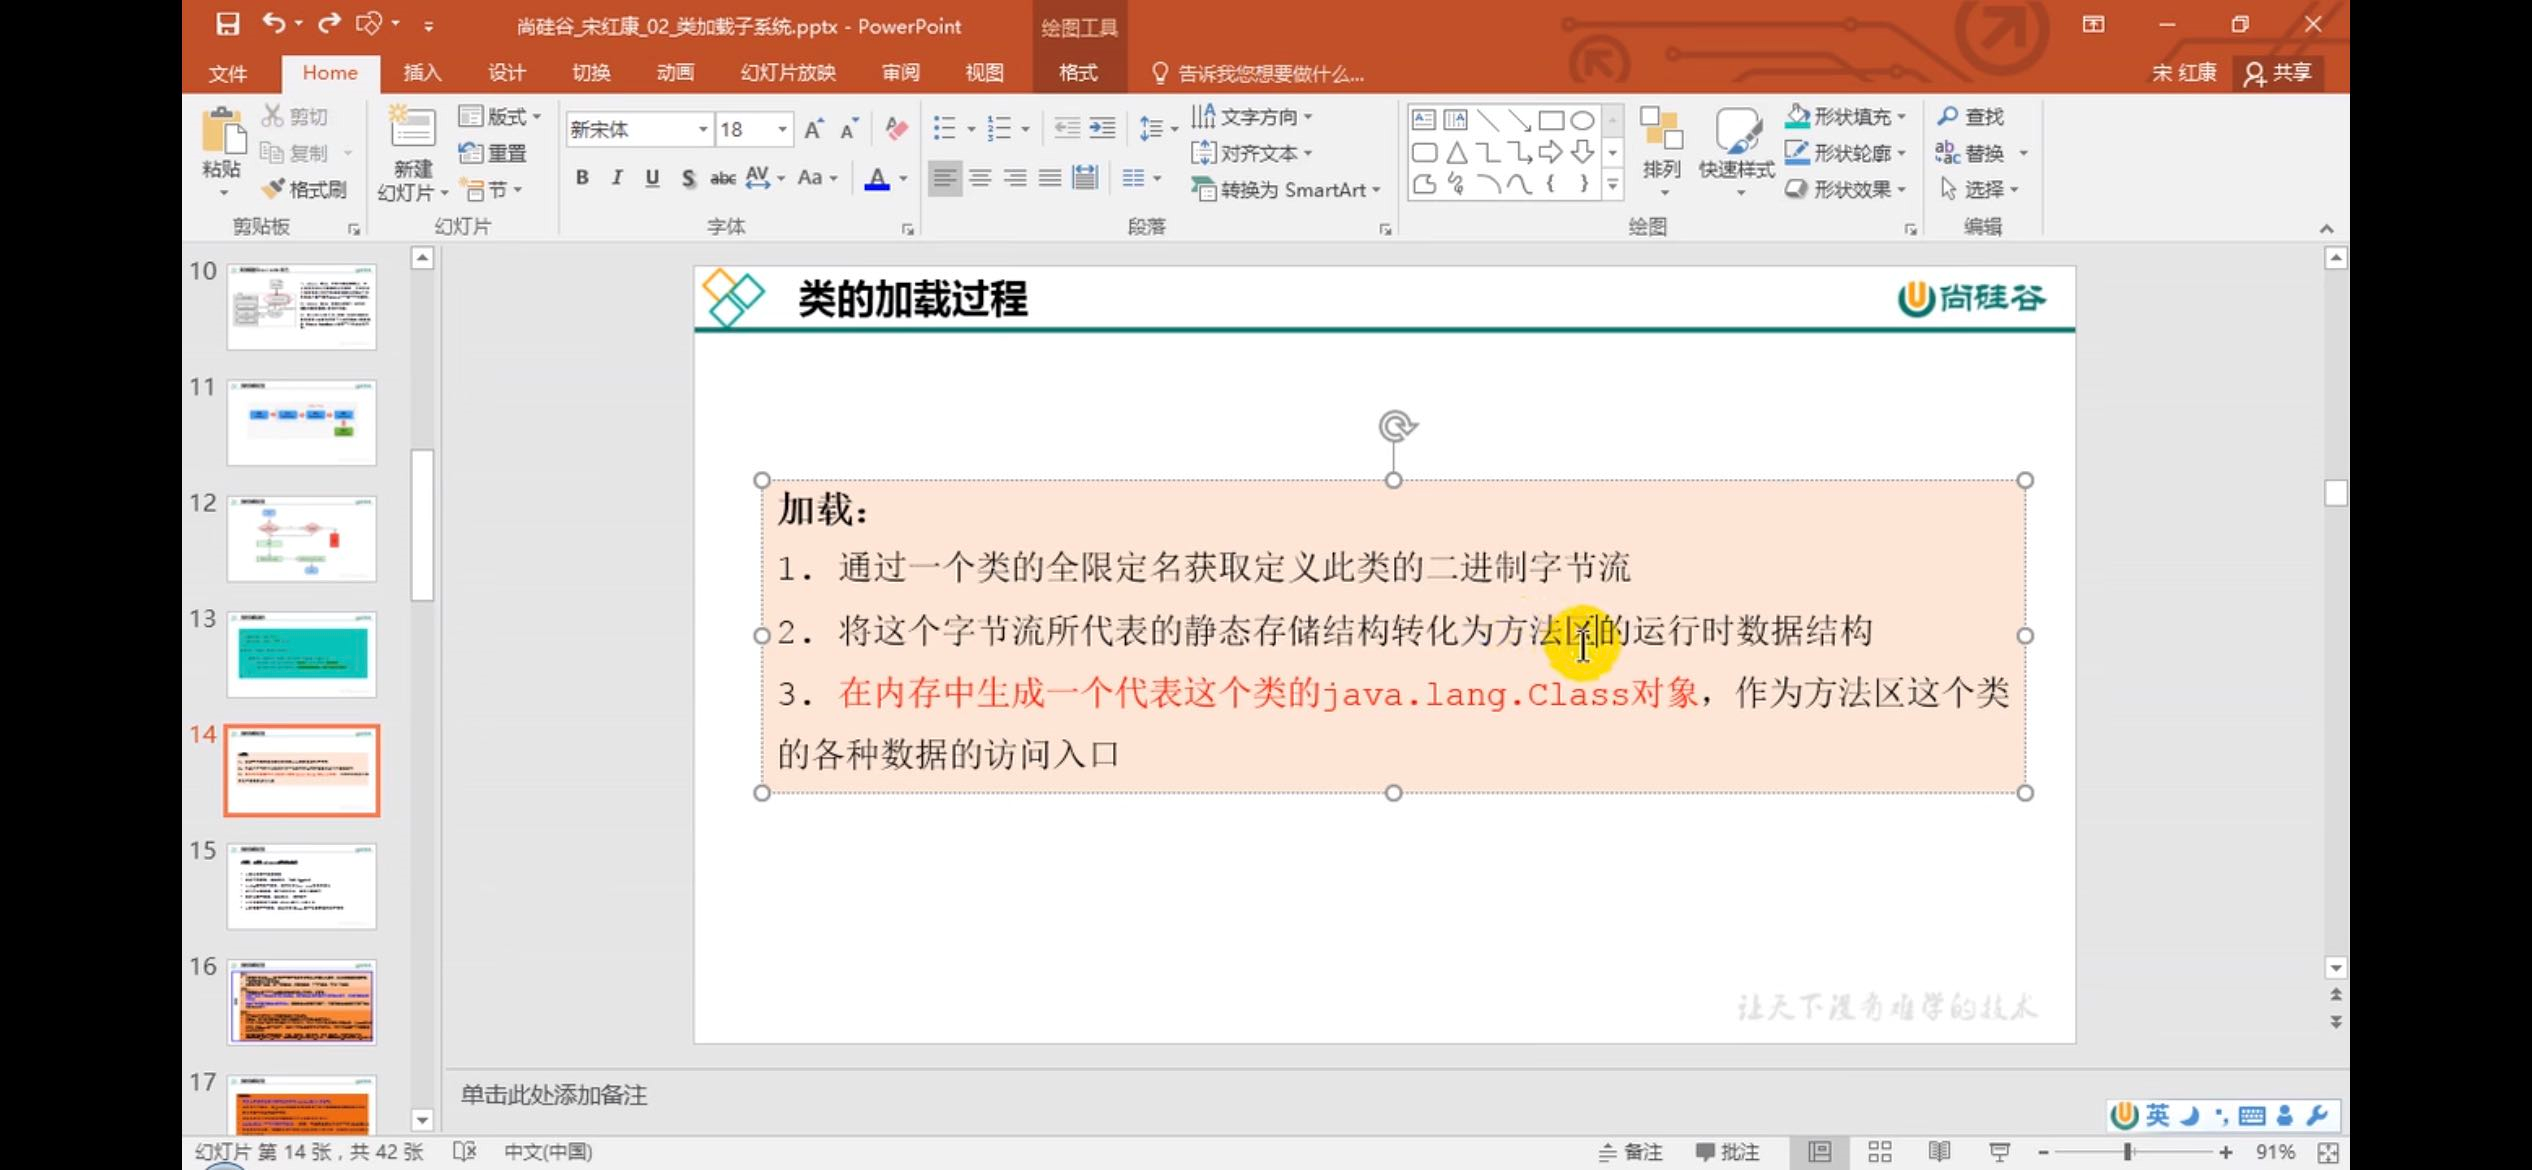 尚硅谷_宋红康_02_类加载子系统.pptx - PowerPoint
绘图工具
文件 Home 插入 设计 切换 动画 幻灯片放映 审阅 视图 格式 告诉我您想要做什么... 宋 红康 共享
剪切
复制
格式刷
粘贴
剪贴板
新建
幻灯片
版式
重置
节
幻灯片
新宋体 18
B I U S abc AV Aa A
字体
文字方向
对齐文本
转换为 SmartArt
段落
排列
快速样式
形状填充
形状轮廓
形状效果
绘图
查找
替换
选择
编辑
10
11
12
13
14
15
16
17
类的加载过程
尚硅谷
加载：
1. 通过一个类的全限定名获取定义此类的二进制字节流
2. 将这个字节流所代表的静态存储结构转化为方法区的运行时数据结构
3. 在内存中生成一个代表这个类的java.lang.Class对象，作为方法区这个类
的各种数据的访问入口
让天下没有难学的技术
单击此处添加备注
英
幻灯片 第 14 张，共 42 张 中文(中国) 备注 批注 91%